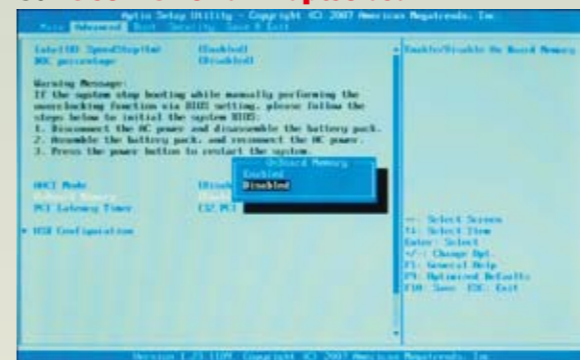 Aptio Setup Utility - Copyright (C) 2007 American Megatrends, Inc.
Main Advanced Boot Security Save & Exit
Intel(R) SpeedStep(tm) [Enabled]
DOC percentage [Disabled]
Enable/Disable On Board Memory
Warning Message:
If the system stop booting while manually performing the
overclocking function via BIOS setting, please follow the
steps below to initial the system BIOS:
1. Disconnect the AC power and disassemble the battery pack.
2. Assemble the battery pack, and reconnect the AC power.
3. Press the power button to restart the system.
OnBoard Memory
Enabled
Disabled
AHCI Mode
OnBoard Memory
PCI Latency Timer [32 PCI
USB Configuration
Select Screen
Select Item
Enter: Select
+/-: Change Opt.
F1: General Help
F9: Optimized Defaults
F10: Save ESC: Exit
Copyright (C) 2007 American Megatrends, Inc.